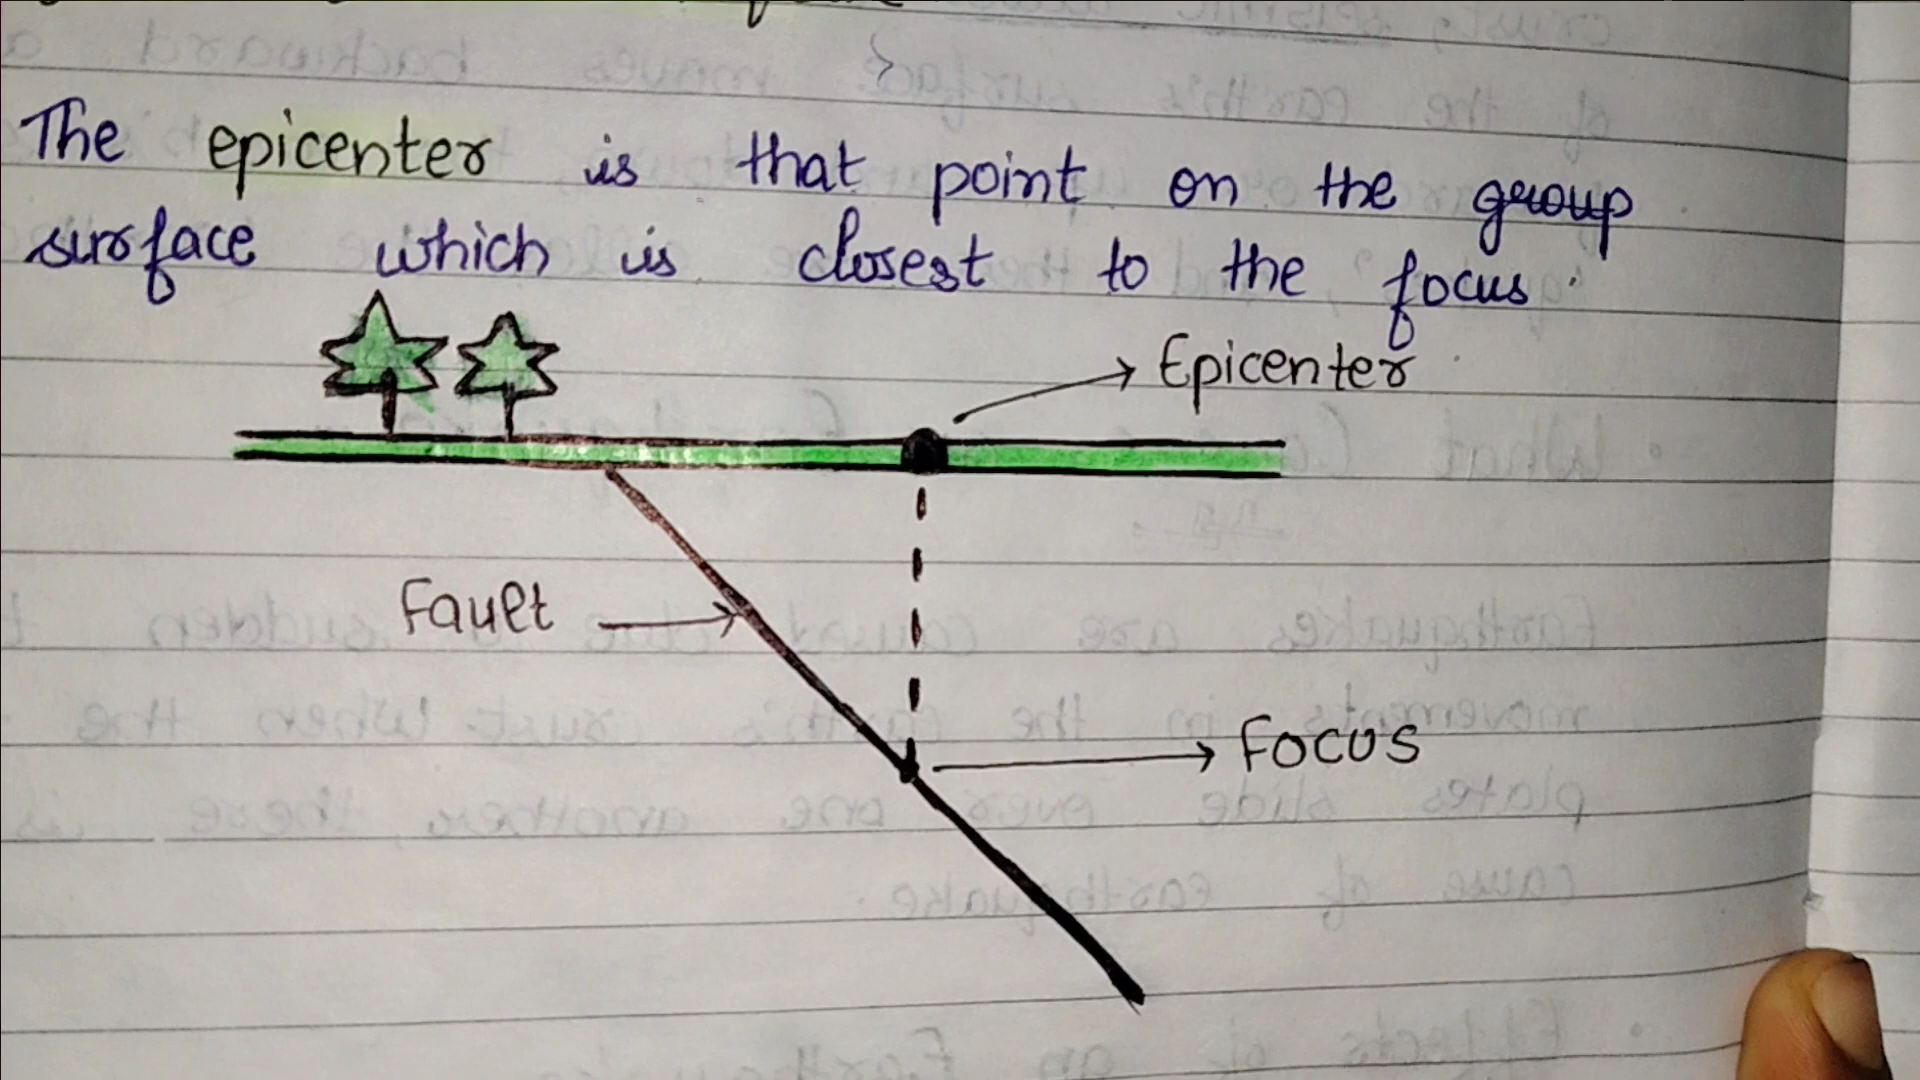 The epicenter is that point on the group
surface which is closest to the focus.
Epicenter
Fault
Focus